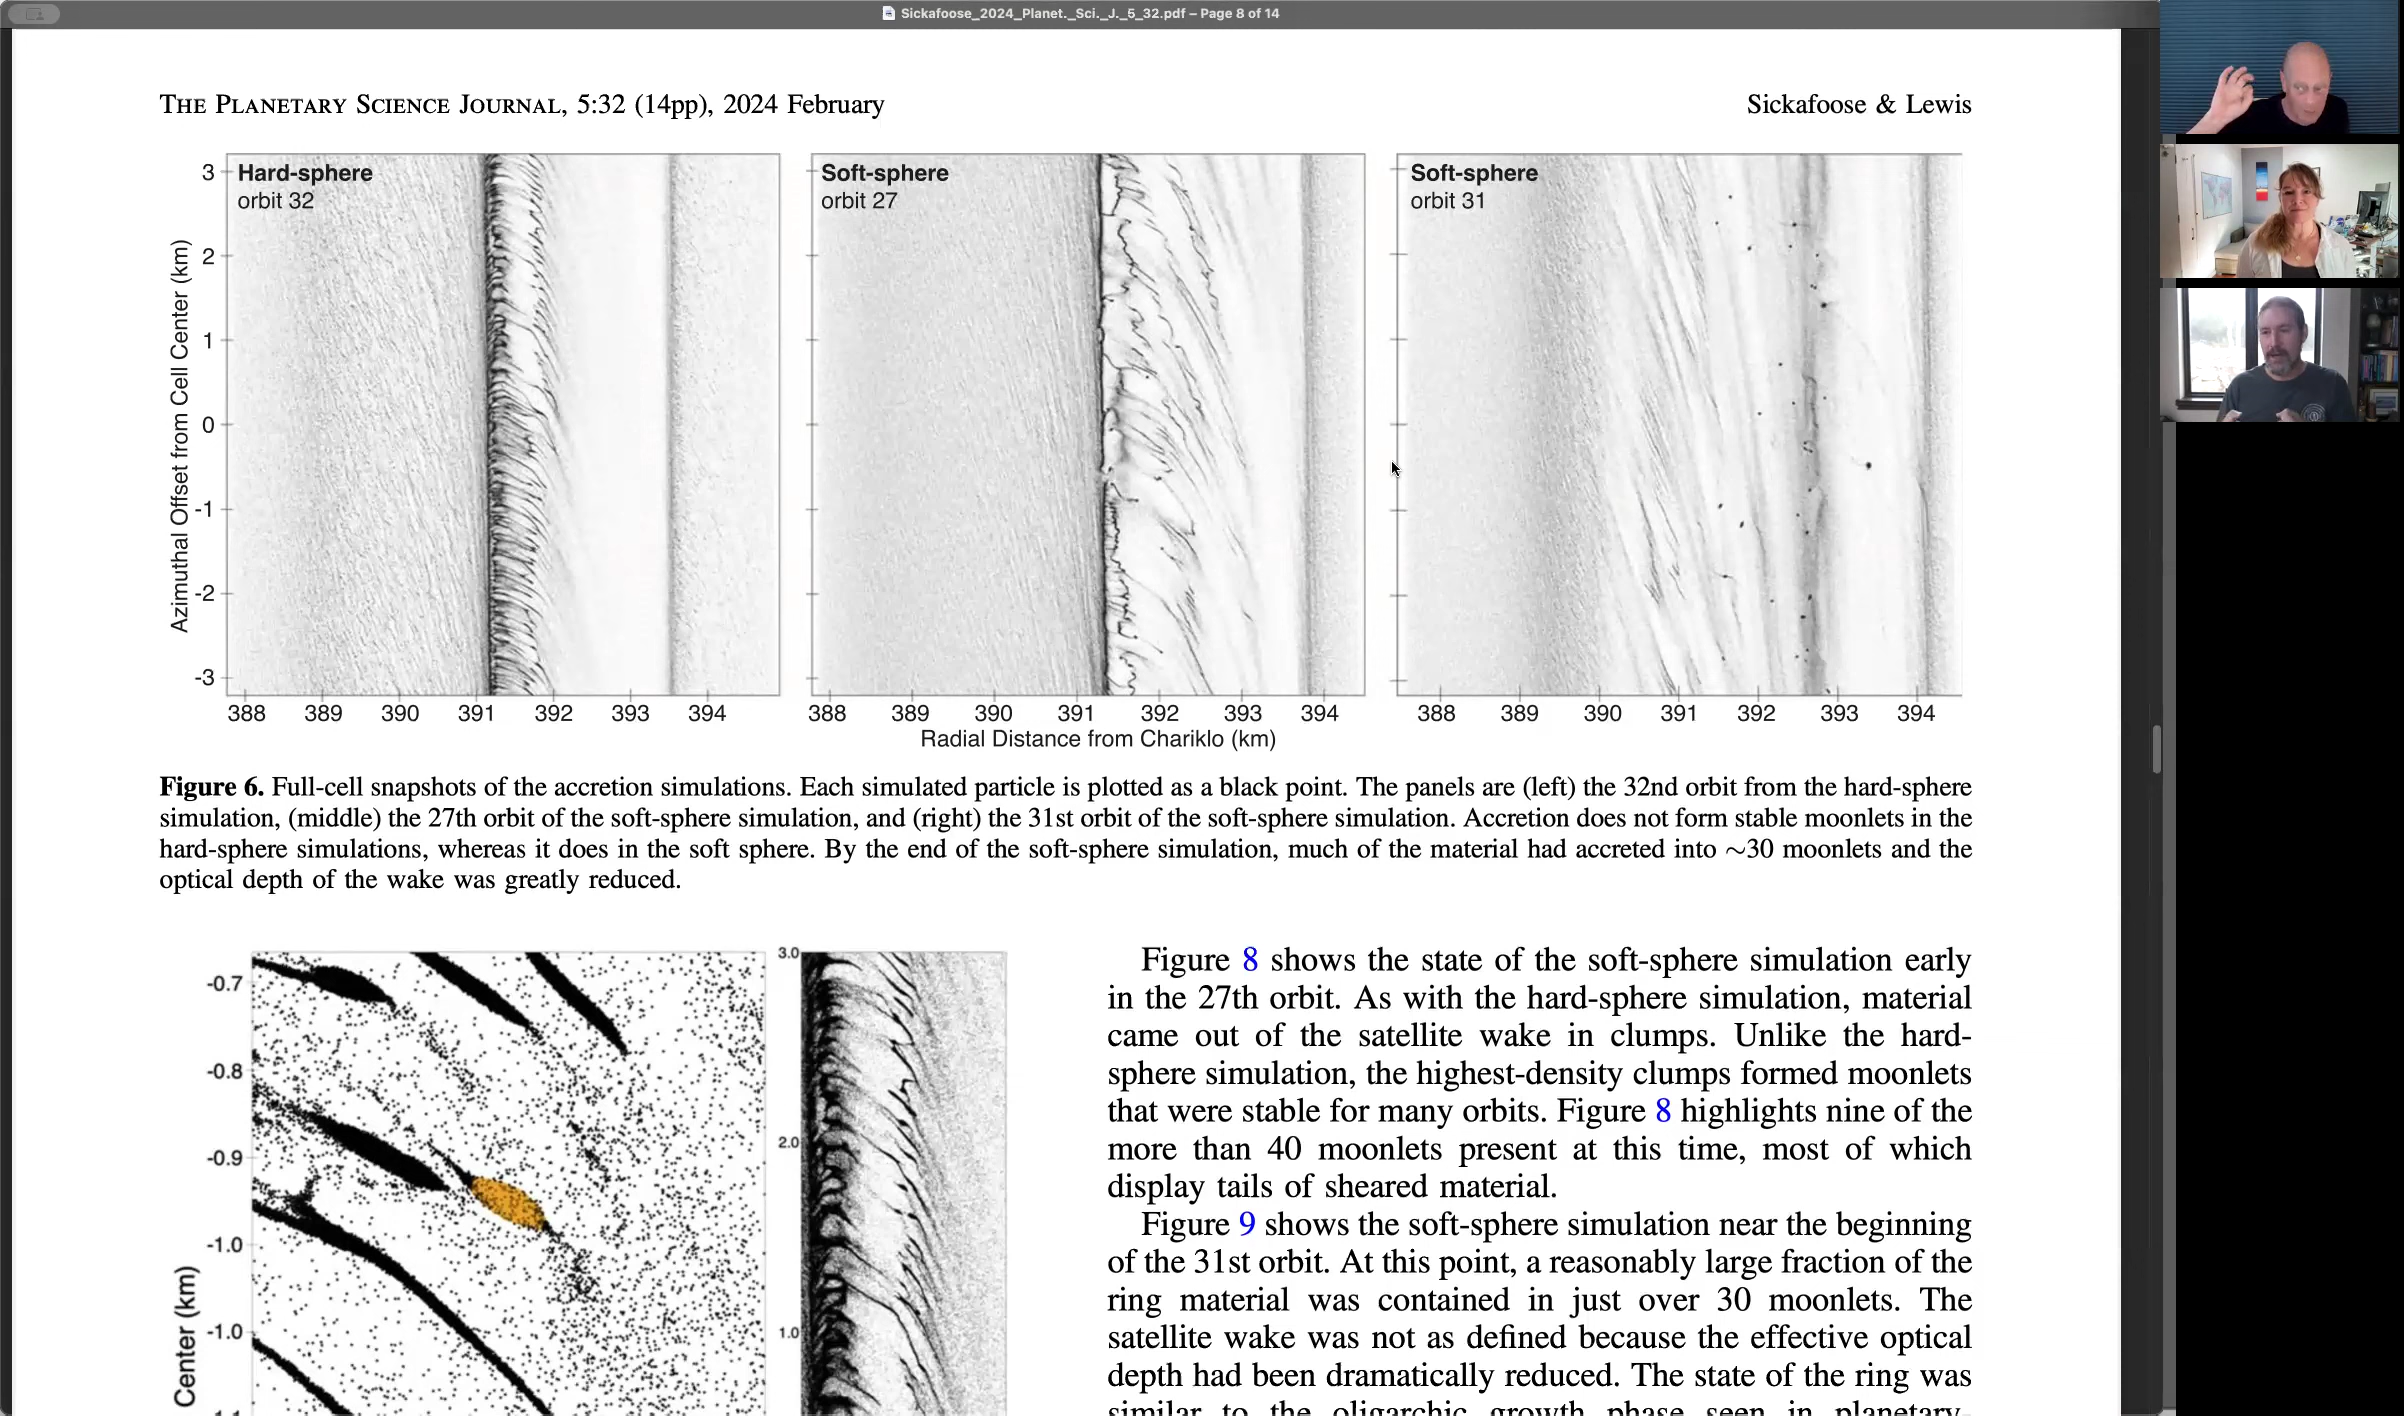 Sickafoose_2024_Planet._Sci._J._5_32.pdf – Page 8 of 14
THE PLANETARY SCIENCE JOURNAL, 5:32 (14pp), 2024 February
Sickafoose & Lewis
Hard-sphere
orbit 32
Soft-sphere
orbit 27
Soft-sphere
orbit 31
Azimuthal Offset from Cell Center (km)
3
2
1
0
-1
-2
-3
388 389 390 391 392 393 394
388 389 390 391 392 393 394
388 389 390 391 392 393 394
Radial Distance from Chariklo (km)
Figure 6. Full-cell snapshots of the accretion simulations. Each simulated particle is plotted as a black point. The panels are (left) the 32nd orbit from the hard-sphere
simulation, (middle) the 27th orbit of the soft-sphere simulation, and (right) the 31st orbit of the soft-sphere simulation. Accretion does not form stable moonlets in the
hard-sphere simulations, whereas it does in the soft sphere. By the end of the soft-sphere simulation, much of the material had accreted into ∼30 moonlets and the
optical depth of the wake was greatly reduced.
Center (km)
-0.7
-0.8
-0.9
-1.0
-1.0
3.0
2.0
1.0
Figure 8 shows the state of the soft-sphere simulation early
in the 27th orbit. As with the hard-sphere simulation, material
came out of the satellite wake in clumps. Unlike the hard-
sphere simulation, the highest-density clumps formed moonlets
that were stable for many orbits. Figure 8 highlights nine of the
more than 40 moonlets present at this time, most of which
display tails of sheared material.
Figure 9 shows the soft-sphere simulation near the beginning
of the 31st orbit. At this point, a reasonably large fraction of the
ring material was contained in just over 30 moonlets. The
satellite wake was not as defined because the effective optical
depth had been dramatically reduced. The state of the ring was
similar to the oligarchic growth phase seen in planetary-